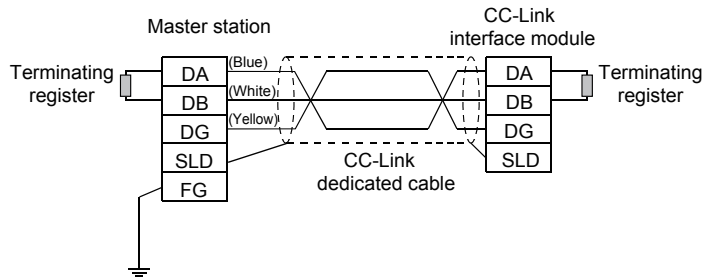 Master station
CC-Link
interface module
Terminating
register
DA
DB
DG
SLD
FG
(Blue)
(White)
(Yellow)
CC-Link
dedicated cable
DA
DB
DG
SLD
Terminating
register